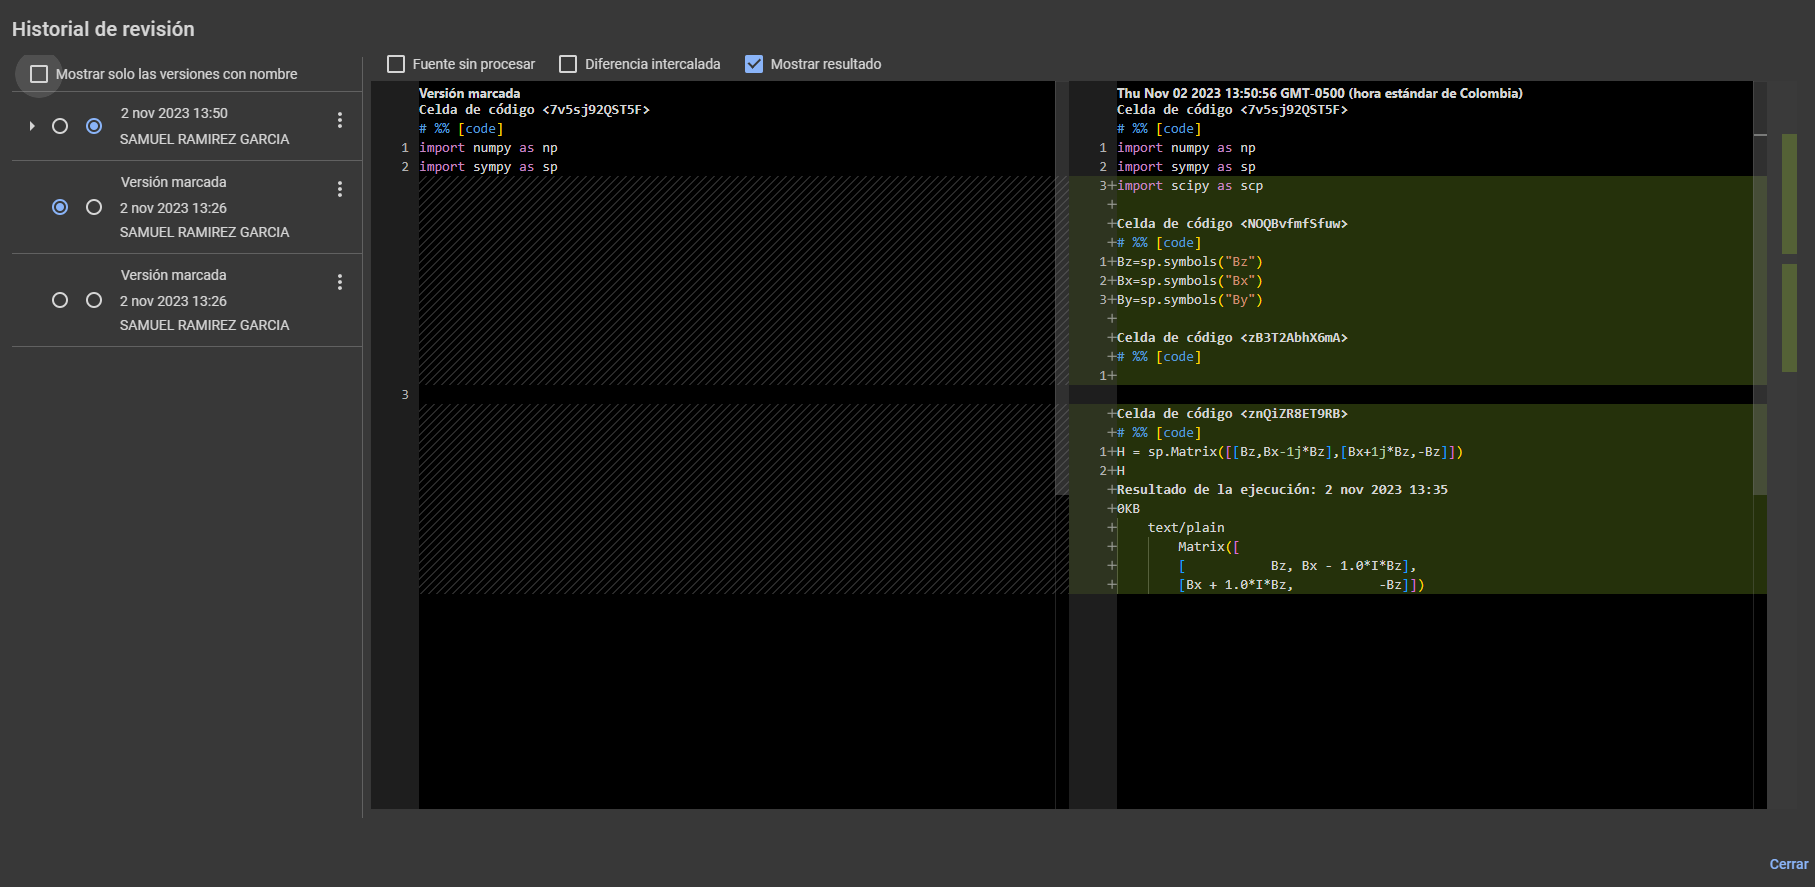 Historial de revisión
Mostrar solo las versiones con nombre
2 nov 2023 13:50
SAMUEL RAMIREZ GARCIA
Versión marcada
2 nov 2023 13:26
SAMUEL RAMIREZ GARCIA
Versión marcada
2 nov 2023 13:26
SAMUEL RAMIREZ GARCIA
Fuente sin procesar
Diferencia intercalada
Mostrar resultado
Versión marcada
Celda de código <7v5sj92QST5F>
# %% [code]
1 import numpy as np
2 import sympy as sp
3
Thu Nov 02 2023 13:50:56 GMT-0500 (hora estándar de Colombia)
Celda de código <7v5sj92QST5F>
# %% [code]
1 import numpy as np
2 import sympy as sp
3+import scipy as scp
+
+Celda de código <NOQBvfmfSfuw>
+# %% [code]
1+Bz=sp.symbols("Bz")
2+Bx=sp.symbols("Bx")
3+By=sp.symbols("By")
+
+Celda de código <zB3T2AbhX6mA>
+# %% [code]
1+
+Celda de código <znQiZR8ET9RB>
+# %% [code]
1+H = sp.Matrix([[Bz,Bx-1j*Bz],[Bx+1j*Bz,-Bz]])
2+H
+Resultado de la ejecución: 2 nov 2023 13:35
+0KB
+ text/plain
+ Matrix([
+ [ Bz, Bx - 1.0*I*Bz],
+ [Bx + 1.0*I*Bz, -Bz]])
Cerrar